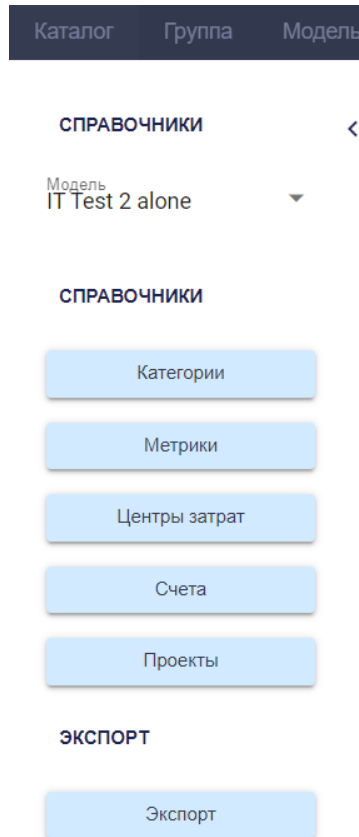 Каталог Группа Модель
СПРАВОЧНИКИ
Модель
IT Test 2 alone
СПРАВОЧНИКИ
Категории
Метрики
Центры затрат
Счета
Проекты
ЭКСПОРТ
Экспорт